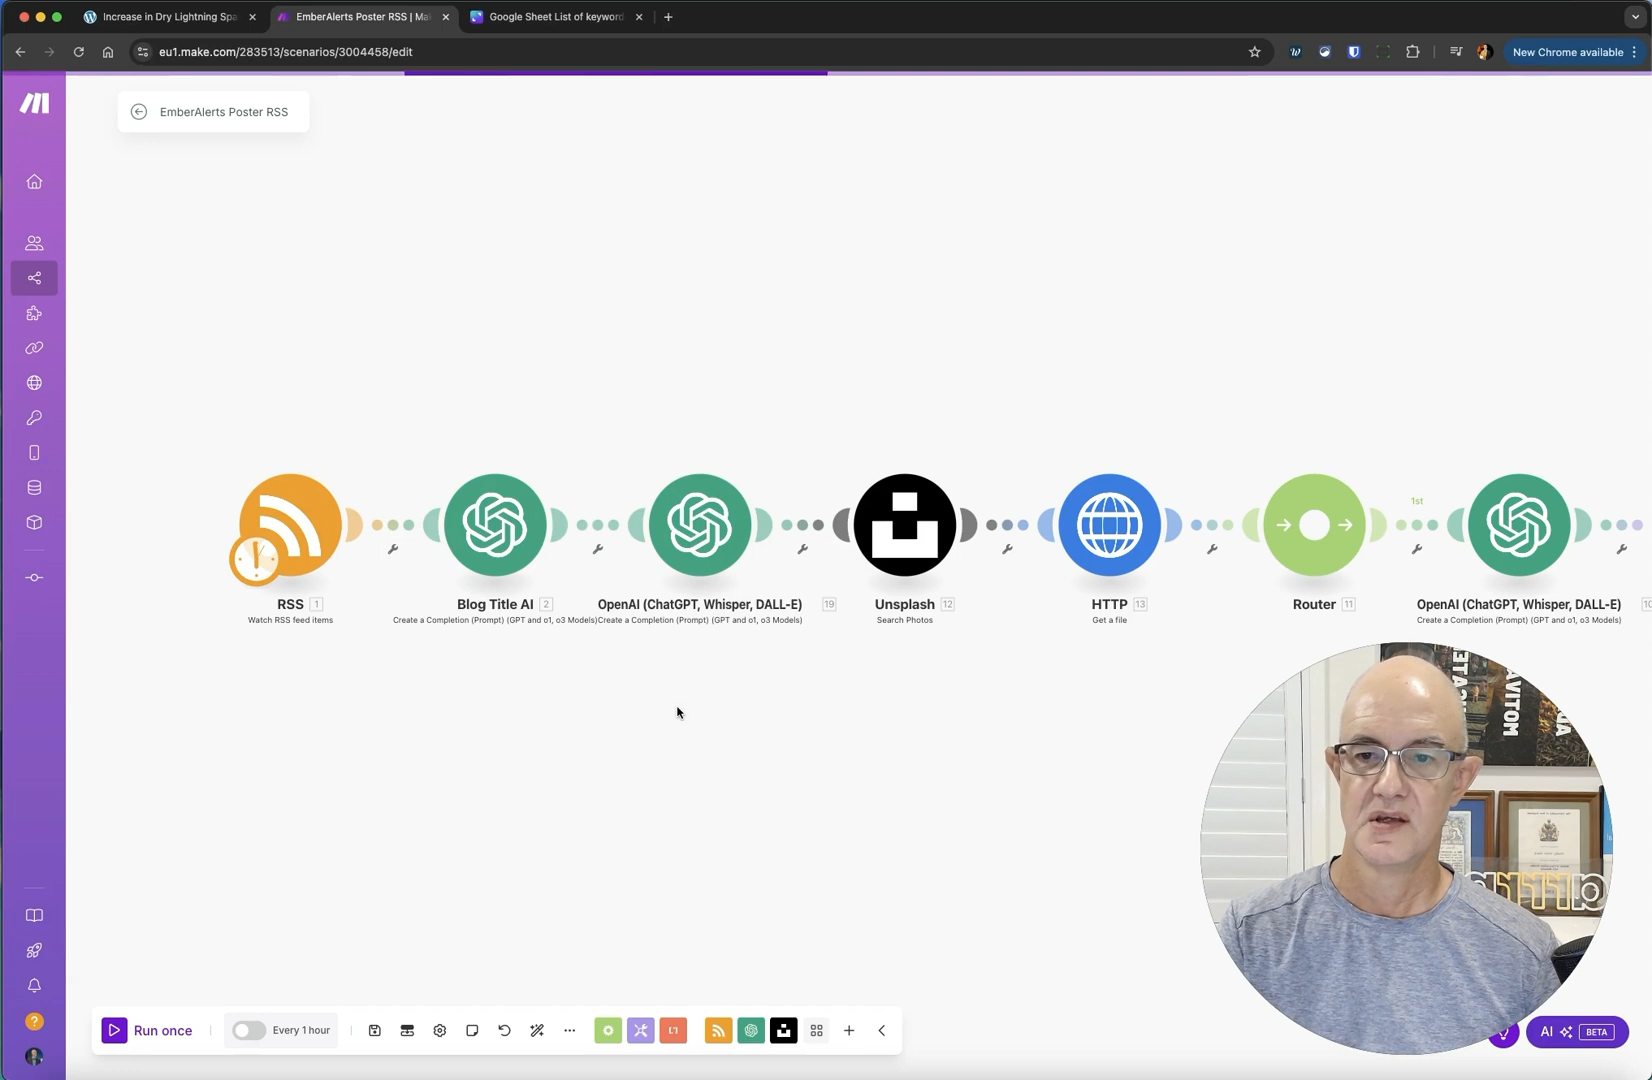 Increase in Dry Lightning Spa
EmberAlerts Poster RSS | Ma
Google Sheet List of keyword
eu1.make.com/283513/scenarios/3004458/edit
New Chrome available
EmberAlerts Poster RSS
1st
RSS 1
Watch RSS feed items
Blog Title AI 2
Create a Completion (Prompt) (GPT and o1, o3 Models)
OpenAI (ChatGPT, Whisper, DALL-E) 19
Create a Completion (Prompt) (GPT and o1, o3 Models)
Unsplash 12
Search Photos
HTTP 13
Get a file
Router 11
OpenAI (ChatGPT, Whisper, DALL-E) 10
Create a Completion (Prompt) (GPT and o1, o3 Models)
Run once
Every 1 hour
AI BETA